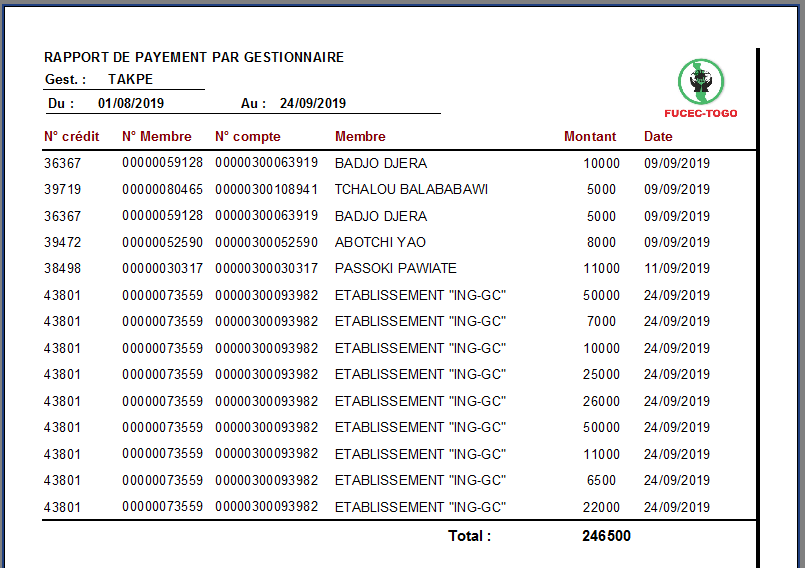 RAPPORT DE PAYEMENT PAR GESTIONNAIRE
Gest. : TAKPE
Du : 01/08/2019 Au : 24/09/2019
FUCEC-TOGO
N° crédit N° Membre N° compte Membre Montant Date
36367 00000059128 00000300063919 BADJO DJERA 10000 09/09/2019
39719 00000080465 00000300108941 TCHALOU BALABABAWI 5000 09/09/2019
36367 00000059128 00000300063919 BADJO DJERA 5000 09/09/2019
39472 00000052590 00000300052590 ABOTCHI YAO 8000 09/09/2019
38498 00000030317 00000300030317 PASSOKI PAWIATE 11000 11/09/2019
43801 00000073559 00000300093982 ETABLISSEMENT "ING-GC" 50000 24/09/2019
43801 00000073559 00000300093982 ETABLISSEMENT "ING-GC" 7000 24/09/2019
43801 00000073559 00000300093982 ETABLISSEMENT "ING-GC" 10000 24/09/2019
43801 00000073559 00000300093982 ETABLISSEMENT "ING-GC" 25000 24/09/2019
43801 00000073559 00000300093982 ETABLISSEMENT "ING-GC" 26000 24/09/2019
43801 00000073559 00000300093982 ETABLISSEMENT "ING-GC" 50000 24/09/2019
43801 00000073559 00000300093982 ETABLISSEMENT "ING-GC" 11000 24/09/2019
43801 00000073559 00000300093982 ETABLISSEMENT "ING-GC" 6500 24/09/2019
43801 00000073559 00000300093982 ETABLISSEMENT "ING-GC" 22000 24/09/2019
Total : 246500